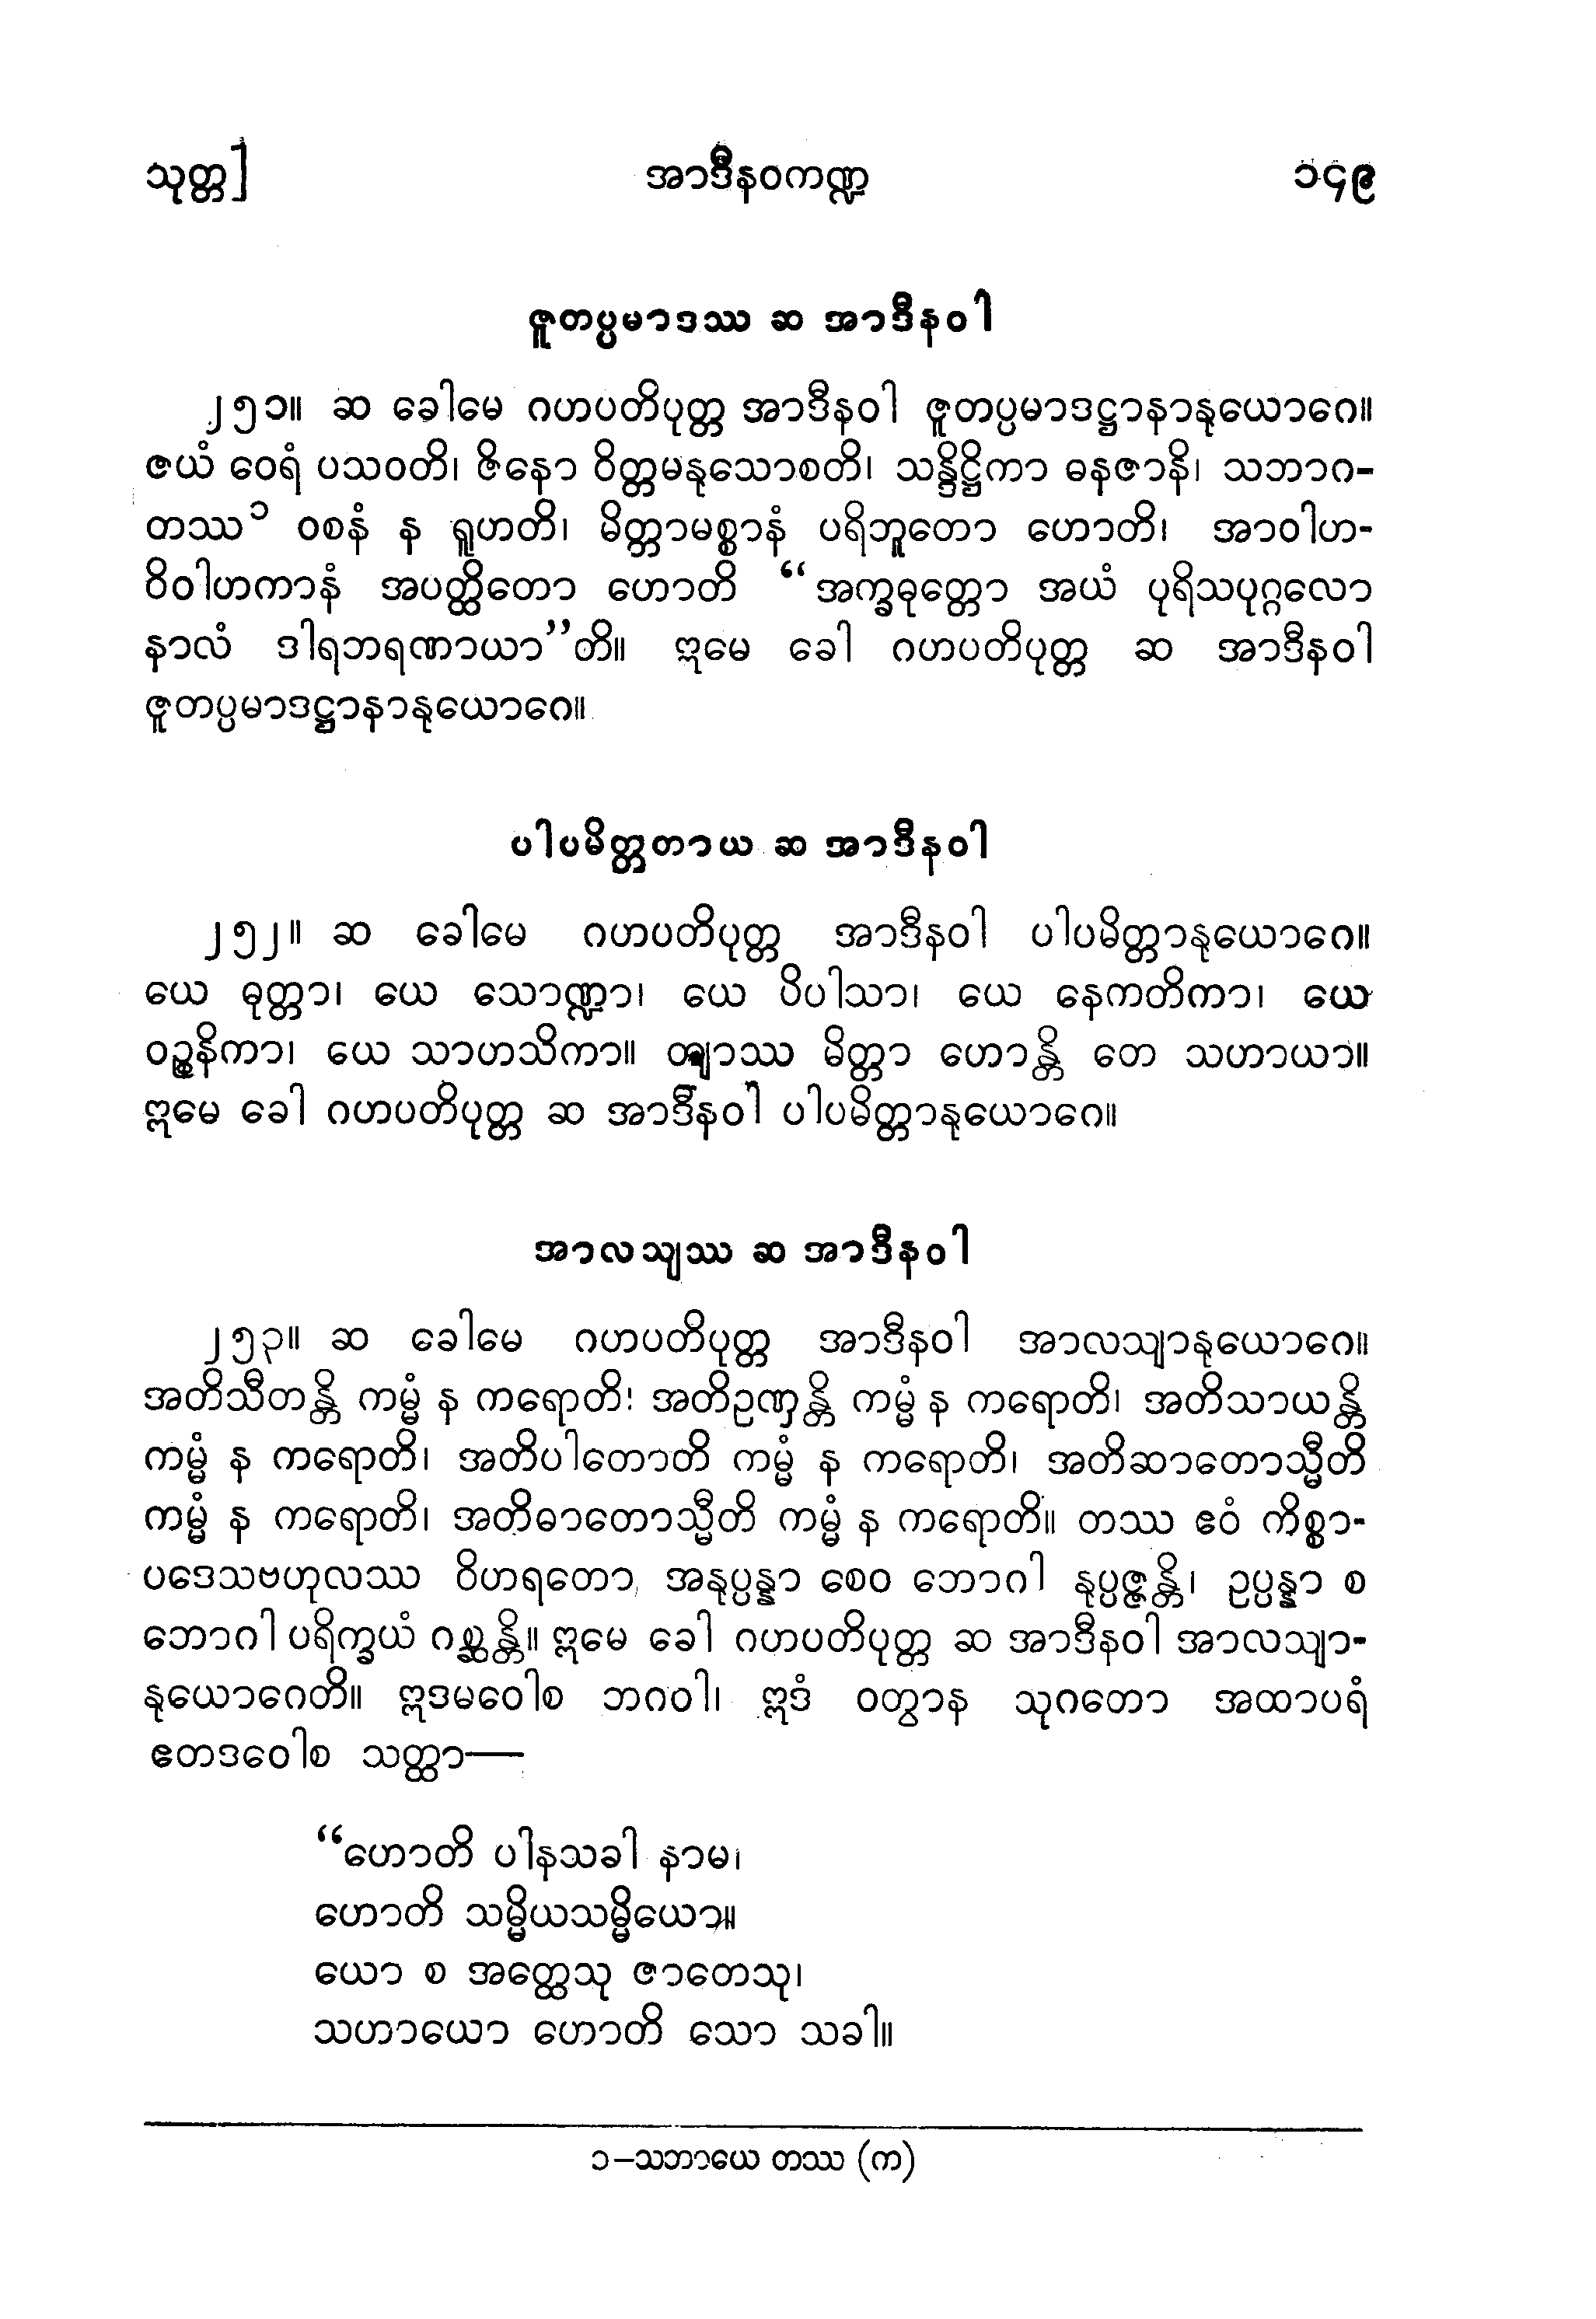 သုတ္တ] အာဒီနဝကဏ္ဍ ၁၄၉
ဇူတပ္ပမာဒဿ ဆ အာဒီနဝါ
၂၅၁။ ဆ ခေါမေ ဂဟပတိပုတ္တ အာဒီနဝါ ဇူတပ္ပမာဒဋ္ဌာနာနုယောဂေ။
ဇယံ ဝေရံ ပသဝတိ၊ ဇိနော ဝိတ္တမနုသောစတိ၊ သန္ဒိဋ္ဌိကာ ဓနဇာနိ၊ သဘာဂ-
တဿ ၁ ဝစနံ န ရူဟတိ၊ မိတ္တာမစ္စာနံ ပရိဘူတော ဟောတိ၊ အာဝါဟ-
ဝိဝါဟကာနံ အပတ္ထိတော ဟောတိ “အက္ခဓုတ္တော အယံ ပုရိသပုဂ္ဂလော
နာလံ ဒါရဘရဏာယာ”တိ။ ဣမေ ခေါ ဂဟပတိပုတ္တ ဆ အာဒီနဝါ
ဇူတပ္ပမာဒဋ္ဌာနာနုယောဂေ။
ပါပမိတ္တတာယ ဆ အာဒီနဝါ
၂၅၂။ ဆ ခေါမေ ဂဟပတိပုတ္တ အာဒီနဝါ ပါပမိတ္တာနုယောဂေ။
ယေ ဓုတ္တာ၊ ယေ သောဏ္ဍာ၊ ယေ ပိပါသာ၊ ယေ နေကတိကာ၊ ယေ
ဝဉ္စနိကာ၊ ယေ သာဟသိကာ။ တျာဿ မိတ္တာ ဟောန္တိ တေ သဟာယာ။
ဣမေ ခေါ ဂဟပတိပုတ္တ ဆ အာဒီနဝါ ပါပမိတ္တာနုယောဂေ။
အာလသျဿ ဆ အာဒီနဝါ
၂၅၃။ ဆ ခေါမေ ဂဟပတိပုတ္တ အာဒီနဝါ အာလသျာနုယောဂေ။
အတိသီတန္တိ ကမ္မံ န ကရောတိ၊ အတိဥဏှန္တိ ကမ္မံ န ကရောတိ၊ အတိသာယန္တိ
ကမ္မံ န ကရောတိ၊ အတိပါတောတိ ကမ္မံ န ကရောတိ၊ အတိဆာတောသ္မီတိ
ကမ္မံ န ကရောတိ၊ အတိဓာတောသ္မီတိ ကမ္မံ န ကရောတိ။ တဿ ဧဝံ ကိစ္စာ-
ပဒေသဗဟုလဿ ဝိဟရတော အနုပ္ပန္နာ စေဝ ဘောဂါ နုပ္ပဇ္ဇန္တိ၊ ဥပ္ပန္နာ စ
ဘောဂါ ပရိက္ခယံ ဂစ္ဆန္တိ။ ဣမေ ခေါ ဂဟပတိပုတ္တ ဆ အာဒီနဝါ အာလသျာ-
နုယောဂေတိ။ ဣဒမဝေါစ ဘဂဝါ၊ ဣဒံ ဝတွာန သုဂတော အထာပရံ
ဧတဒဝေါစ သတ္ထာ—
“ဟောတိ ပါနသခါ နာမ၊
ဟောတိ သမ္မိယသမ္မိယော။
ယော စ အတ္ထေသု ဇာတေသု၊
သဟာယော ဟောတိ သော သခါ။
၁–သဘာယေ တဿ (က)